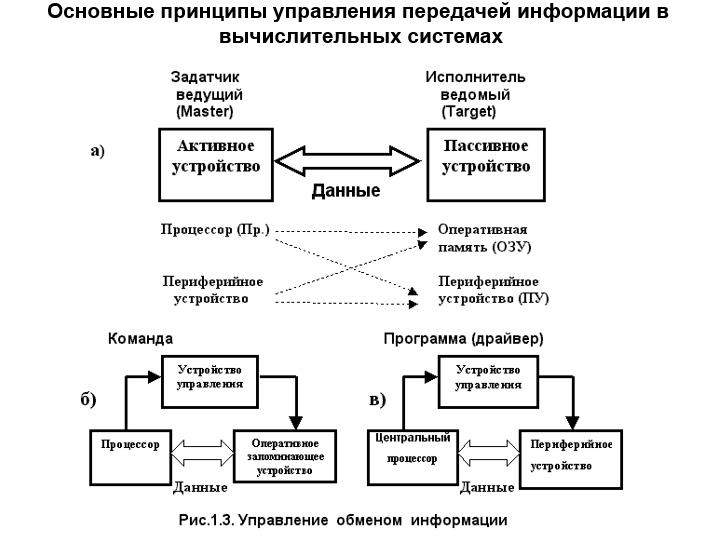 Основные принципы управления передачей информации в
вычислительных системах
Задатчик
ведущий
(Master)
Исполнитель
ведомый
(Target)
а)
Активное
устройство
Пассивное
устройство
Данные
Процессор (Пр.)
Оперативная
память (ОЗУ)
Периферийное
устройство
Периферийное
устройство (ПУ)
Команда
Программа (драйвер)
б)
Устройство
управления
Процессор
Оперативное
запоминающее
устройство
Данные
в)
Устройство
управления
Центральный
процессор
Периферийное
устройство
Данные
Рис.1.3. Управление обменом информации